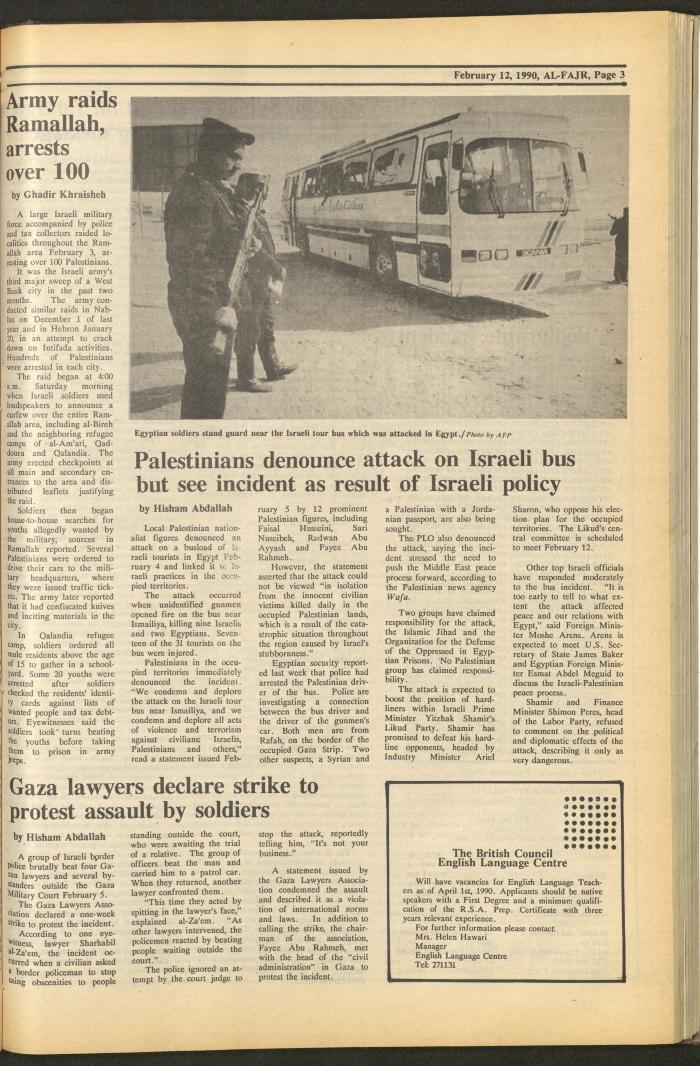 February 12, 1990, AL-FAJR, Page 3
Army raids
Ramallah,
arrests
over 100
by Ghadir Khraisheh
A large Israeli military
force accompanied by police
and tax collectors raided lo-
calities throughout the Ram-
allah area February 3, ar-
resting over 100 Palestinians.
It was the Israeli army's
third major sweep of a West
Bank city in the past two
months. The army con-
ducted similar raids in Nab-
lus on December 1 of last
year and in Hebron January
20, in an attempt to crack
down on Intifada activities.
Hundreds of Palestinians
were arrested in each city.
The raid began at 4:00
a.m. Saturday morning
when Israeli soldiers used
loudspeakers to announce a
curfew over the entire Ram-
allah area, including al-Bireh
and the neighboring refugee
camps of al-Am'ari, Qad-
doura and Qalandia. The
army erected checkpoints at
all main and secondary en-
trances to the area and dis-
tributed leaflets justifying
the raid.
Soldiers then began
house-to-house searches for
youths allegedly wanted by
the military, sources in
Ramallah reported. Several
Palestinians were ordered to
drive their cars to the mili-
tary headquarters, where
they were issued traffic tick-
ets. The army later reported
that it had confiscated knives
and inciting materials in the
city.
In Qalandia refugee
camp, soldiers ordered all
male residents above the age
of 15 to gather in a school-
yard. Some 20 youths were
arrested after soldiers
checked the residents' identi-
ty cards against lists of
wanted people and tax debt-
ors. Eyewitnesses said the
soldiers took turns beating
the youths before taking
them to prison in army
jeeps.
SCANIA
Egyptian soldiers stand guard near the Israeli tour bus which was attacked in Egypt./Photo by AFP
Palestinians denounce attack on Israeli bus
but see incident as result of Israeli policy
by Hisham Abdallah
Local Palestinian nation-
alist figures denounced an
attack on a busload of Is-
raeli tourists in Egypt Feb-
ruary 4 and linked it to Is-
raeli practices in the occu-
pied territories.
The attack occurred
when unidentified gunmen
opened fire on the bus near
Ismailiya, killing nine Israelis
and two Egyptians. Seven-
teen of the 31 tourists on the
bus were injured.
Palestinians in the occu-
pied territories immediately
denounced the incident.
"We condemn and deplore
the attack on the Israeli tour
bus near Ismailiya, and we
condemn and deplore all acts
of violence and terrorism
against civilians; Israelis,
Palestinians and others,"
read a statement issued Feb-
ruary 5 by 12 prominent
Palestinian figures, including
Faisal Husseini, Sari
Nuseibeh, Radwan Abu
Ayyash and Fayez Abu
Rahmeh.
However, the statement
asserted that the attack could
not be viewed "in isolation
from the innocent civilian
victims killed daily in the
occupied Palestinian lands,
which is a result of the cata-
strophic situation throughout
the region caused by Israel's
stubbornness."
Egyptian security report-
ed last week that police had
arrested the Palestinian driv-
er of the bus. Police are
investigating a connection
between the bus driver and
the driver of the gunmen's
car. Both men are from
Rafah, on the border of the
occupied Gaza Strip. Two
other suspects, a Syrian and
a Palestinian with a Jorda-
nian passport, are also being
sought.
The PLO also denounced
the attack, saying the inci-
dent stressed the need to
push the Middle East peace
process forward, according to
the Palestinian news agency
Wafa.
Two groups have claimed
responsibility for the attack,
the Islamic Jihad and the
Organization for the Defense
of the Oppressed in Egyp-
tian Prisons. No Palestinian
group has claimed responsi-
bility.
The attack is expected to
boost the position of hard-
liners within Israeli Prime
Minister Yitzhak Shamir's
Likud Party. Shamir has
promised to defeat his hard-
line opponents, headed by
Industry Minister Ariel
Sharon, who oppose his elec-
tion plan for the occupied
territories. The Likud's cen-
tral committee is scheduled
to meet February 12.
Other top Israeli officials
have responded moderately
to the bus incident. "It is
too early to tell to what ex-
tent the attack affected
peace and our relations with
Egypt," said Foreign Minis-
ter Moshe Arens. Arens is
expected to meet U.S. Sec-
retary of State James Baker
and Egyptian Foreign Minis-
ter Esmat Abdel Meguid to
discuss the Israeli-Palestinian
peace process.
Shamir and Finance
Minister Shimon Peres, head
of the Labor Party, refused
to comment on the political
and diplomatic effects of the
attack, describing it only as
very dangerous.
Gaza lawyers declare strike to
protest assault by soldiers
by Hisham Abdallah
A group of Israeli border
police brutally beat four Ga-
zan lawyers and several by-
standers outside the Gaza
Military Court February 5.
The Gaza Lawyers Asso-
ciation declared a one-week
strike to protest the incident.
According to one eye-
witness, lawyer Sharhabil
al-Za'em, the incident oc-
curred when a civilian asked
a border policeman to stop
using obscenities to people
standing outside the court,
who were awaiting the trial
of a relative. The group of
officers beat the man and
carried him to a patrol car.
When they returned, another
lawyer confronted them.
"This time they acted by
spitting in the lawyer's face,"
explained al-Za'em. "As
other lawyers intervened, the
policemen reacted by beating
people waiting outside the
court."
The police ignored an at-
tempt by the court judge to
stop the attack, reportedly
telling him, "It's not your
business."
A statement issued by
the Gaza Lawyers Associa-
tion condemned the assault
and described it as a viola-
tion of international norms
and laws. In addition to
calling the strike, the chair-
man of the association,
Fayez Abu Rahmeh, met
with the head of the "civil
administration" in Gaza to
protest the incident.
The British Council
English Language Centre
Will have vacancies for English Language Teach-
ers as of April 1st, 1990. Applicants should be native
speakers with a First Degree and a minimum qualifi-
cation of the R.S.A. Prep. Certificate with three
years relevant experience.
For further information please contact:
Mrs. Helen Hawari
Manager
English Language Centre
Tel: 271131